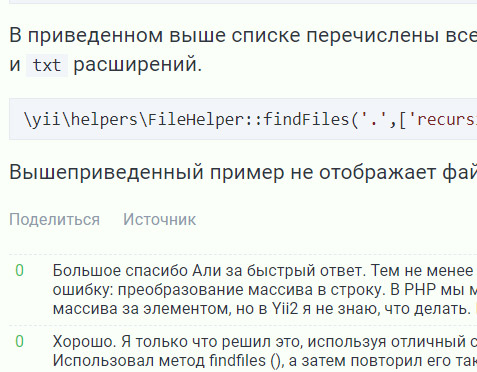 В приведенном выше списке перечислены все
и txt расширений.
\yii\helpers\FileHelper::findFiles('.',['recurs
Вышеприведенный пример не отображает фай
Поделиться Источник
0 Большое спасибо Али за быстрый ответ. Тем не менее
ошибку: преобразование массива в строку. В PHP мы м
массива за элементом, но в Yii2 я не знаю, что делать.
0 Хорошо. Я только что решил это, используя отличный с
Использовал метод findfiles (), а затем повторил его так